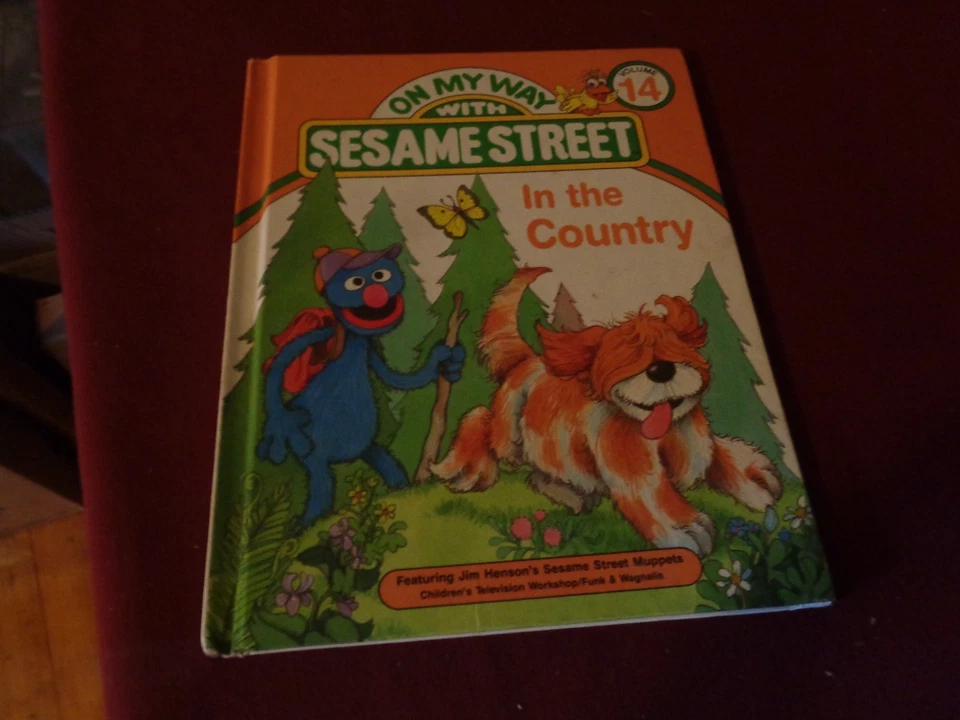 ON MY WAY
WITH
SESAME STREET
VOLUME
14
In the
Country
Featuring Jim Henson's Sesame Street Muppets
Children's Television Workshop/Funk & Wagnalls